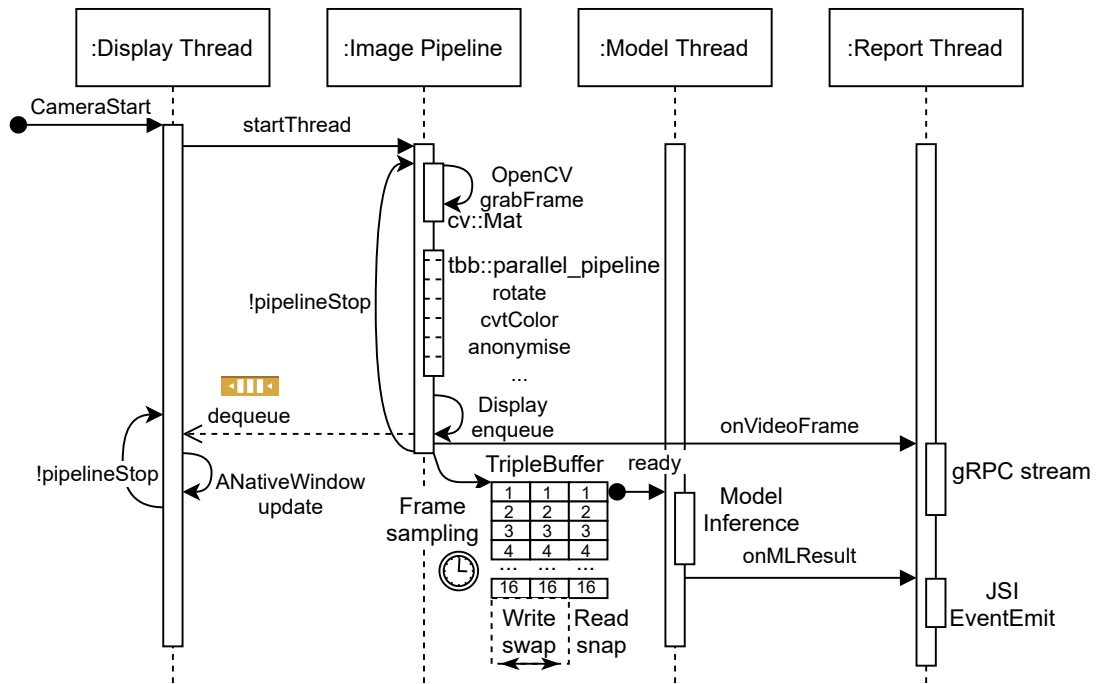 :Display Thread
:Image Pipeline
:Model Thread
:Report Thread
CameraStart
startThread
OpenCV
grabFrame
cv::Mat
tbb::parallel_pipeline
rotate
cvtColor
anonymise
...
!pipelineStop
dequeue
Display
enqueue
onVideoFrame
!pipelineStop
ANativeWindow
update
TripleBuffer
ready
gRPC stream
Frame
sampling
1 1 1
2 2 2
3 3 3
4 4 4
... ... ...
16 16 16
Model
Inference
onMLResult
Write
swap
Read
snap
JSI
EventEmit